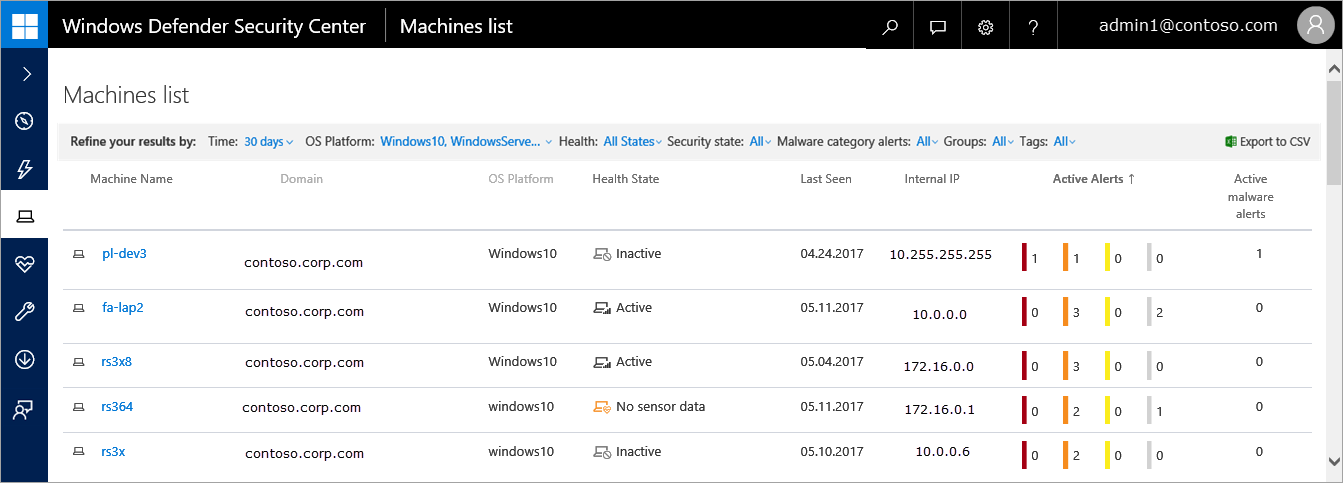 Windows Defender Security Center Machines list ? admin1@contoso.com
Machines list
Refine your results by: Time: 30 days OS Platform: Windows10, WindowsServe... Health: All States Security state: All Malware category alerts: All Groups: All Tags: All Export to CSV
Machine Name Domain OS Platform Health State Last Seen Internal IP Active Alerts ↑ Active
malware
alerts
pl-dev3 contoso.corp.com Windows10 Inactive 04.24.2017 10.255.255.255 1 1 0 0 1
fa-lap2 contoso.corp.com Windows10 Active 05.11.2017 10.0.0.0 0 3 0 2 0
rs3x8 contoso.corp.com Windows10 Active 05.04.2017 172.16.0.0 0 3 0 0 0
rs364 contoso.corp.com windows10 No sensor data 05.11.2017 172.16.0.1 0 2 0 1 0
rs3x contoso.corp.com windows10 Inactive 05.10.2017 10.0.0.6 0 2 0 0 0